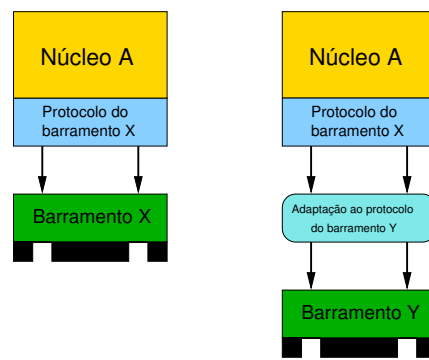 Núcleo A
Protocolo do
barramento X
Barramento X
Núcleo A
Protocolo do
barramento X
Adaptação ao protocolo
do barramento Y
Barramento Y